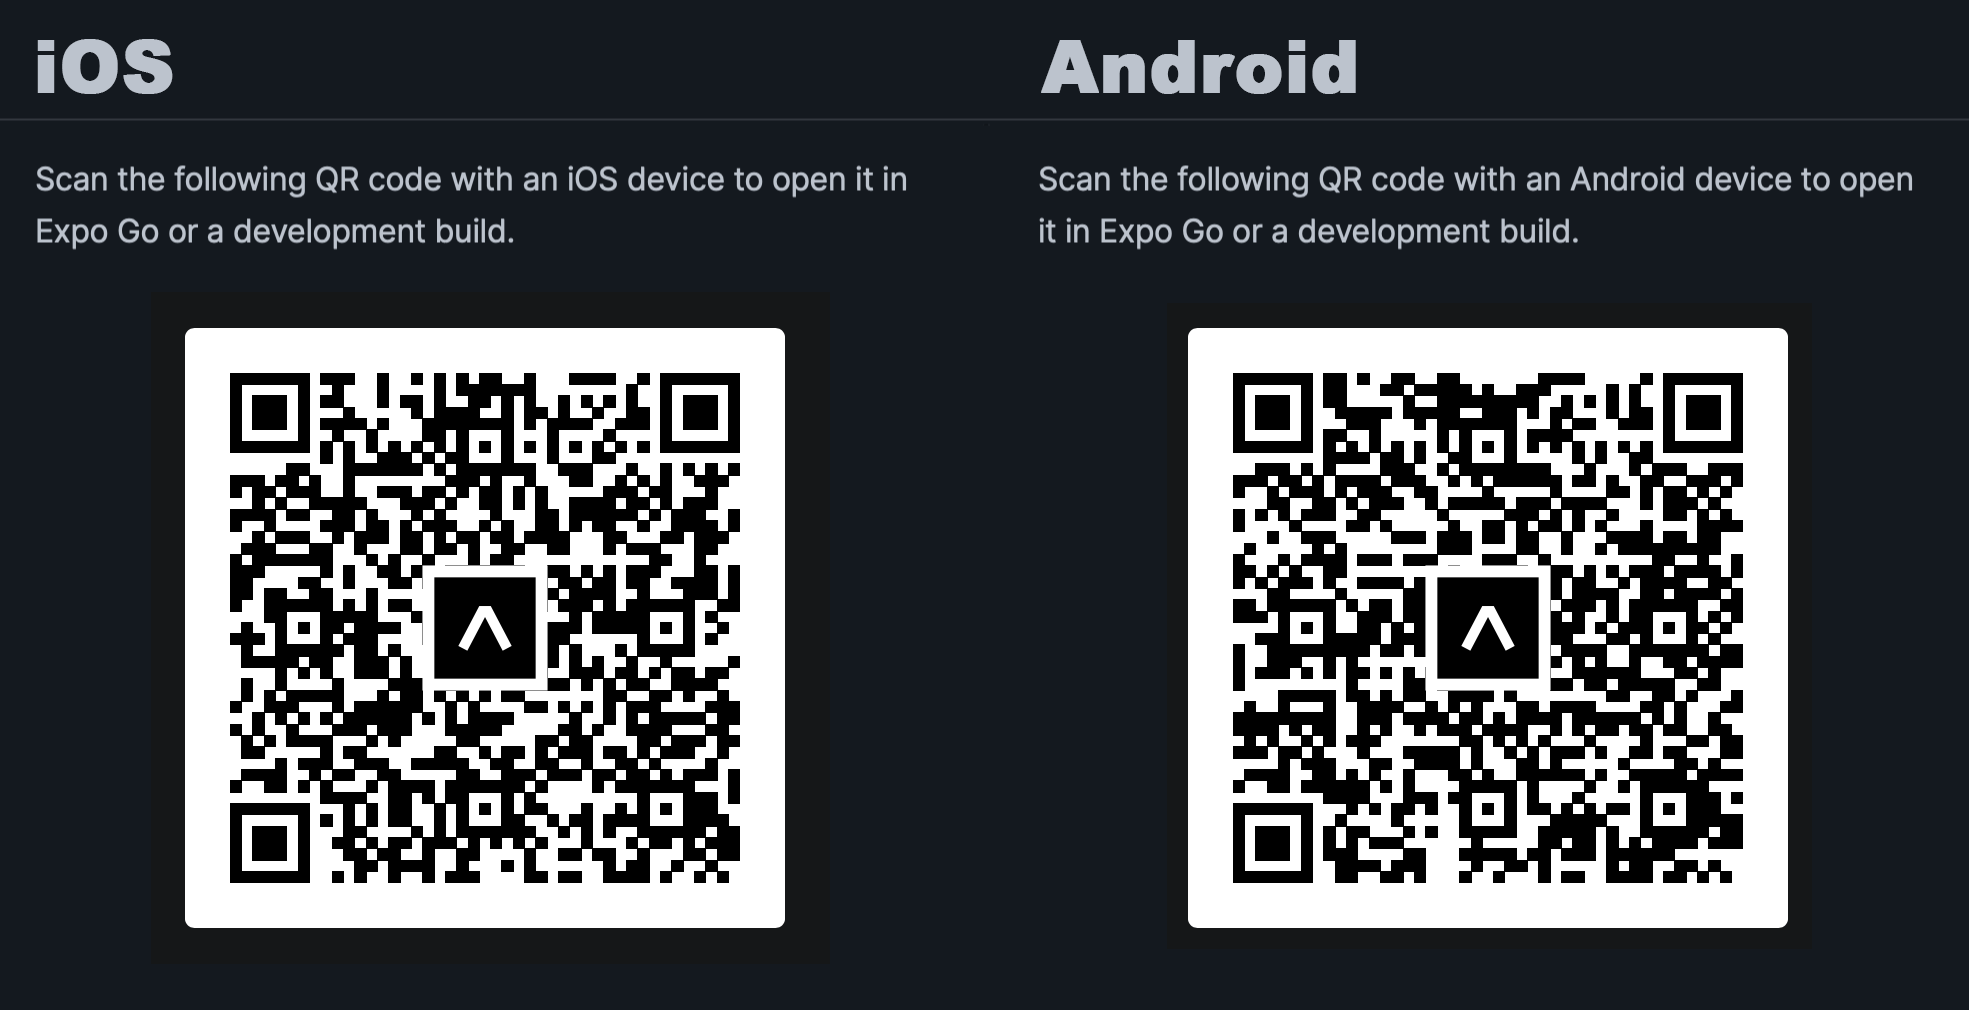 iOS
Scan the following QR code with an iOS device to open it in
Expo Go or a development build.
Android
Scan the following QR code with an Android device to open
it in Expo Go or a development build.